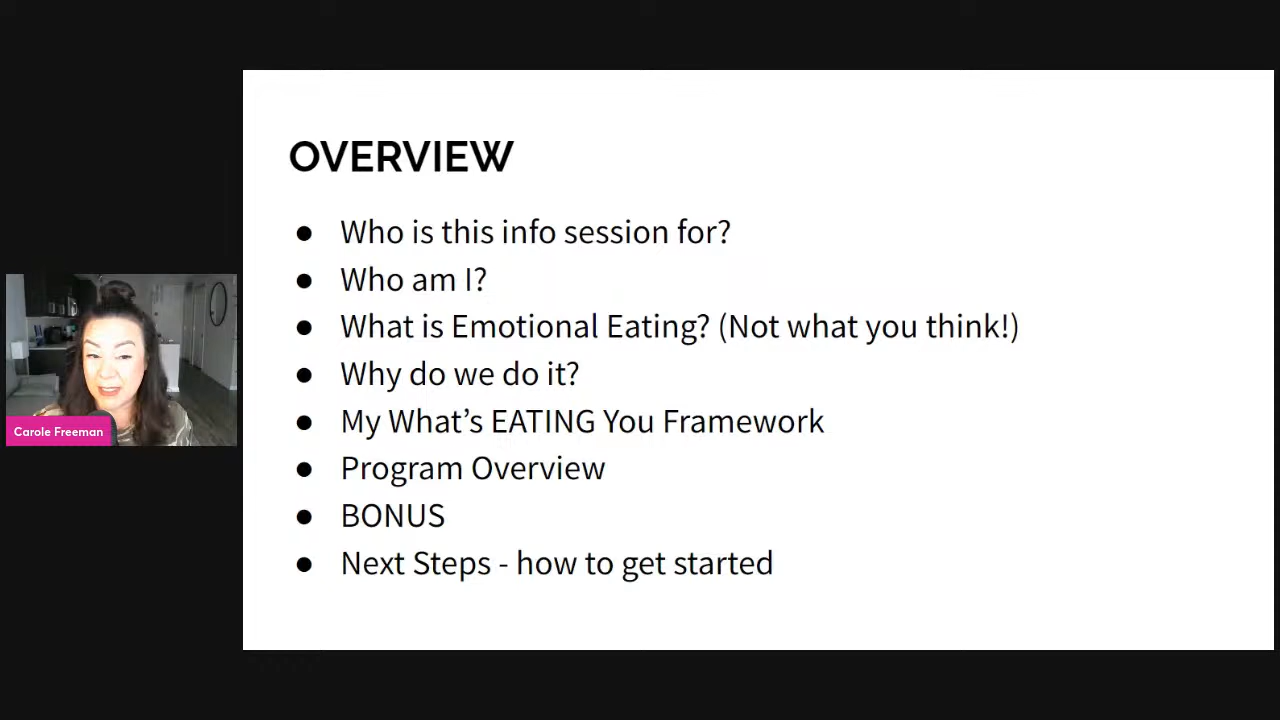 OVERVIEW
● Who is this info session for?
● Who am I?
● What is Emotional Eating? (Not what you think!)
● Why do we do it?
● My What’s EATING You Framework
● Program Overview
● BONUS
● Next Steps - how to get started
Carole Freeman